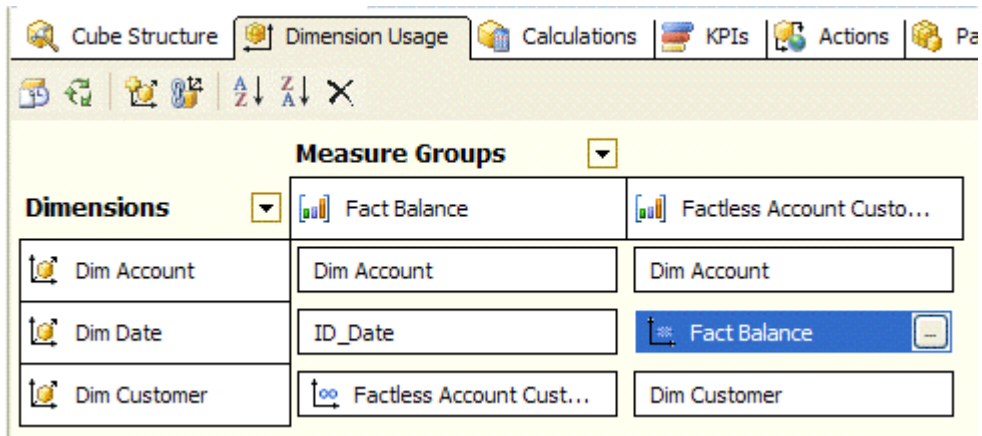 Cube Structure Dimension Usage Calculations KPIs Actions Pa
Measure Groups
Dimensions Fact Balance Factless Account Custo...
Dim Account Dim Account Dim Account
Dim Date ID_Date Fact Balance ...
Dim Customer Factless Account Cust... Dim Customer